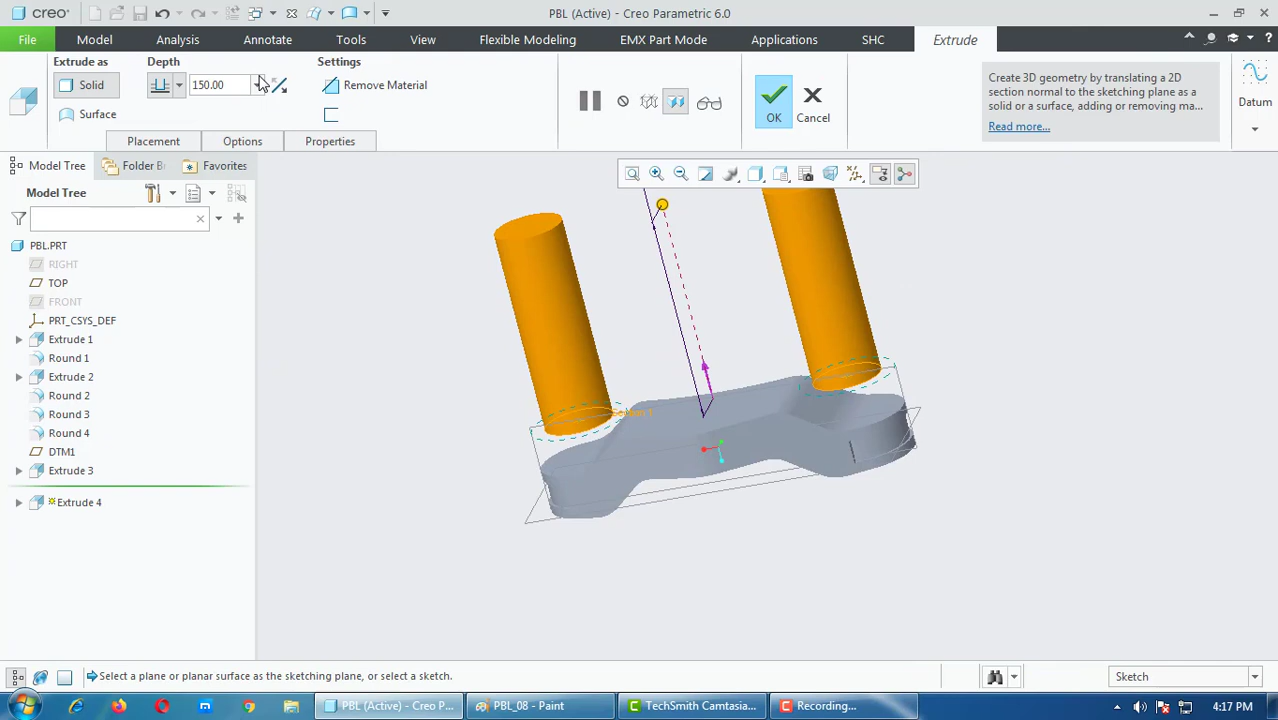 creo
PBL (Active) - Creo Parametric 6.0
File Model Analysis Annotate Tools View Flexible Modeling EMX Part Mode Applications SHC Extrude
Extrude as Depth Settings
Solid 150.00 Remove Material
Surface
OK Cancel
Create 3D geometry by translating a 2D
section normal to the sketching plane as
a solid or a surface, adding or removing ma...
Read more...
Datum
Placement Options Properties
Model Tree Folder B Favorites
Model Tree
PBL.PRT
RIGHT
TOP
FRONT
PRT_CSYS_DEF
Extrude 1
Round 1
Extrude 2
Round 2
Round 3
Round 4
DTM1
Extrude 3
Extrude 4
Section 1
Select a plane or planar surface as the sketching plane, or select a sketch.
Sketch
PBL (Active) - Creo P... PBL_08 - Paint TechSmith Camtasia... Recording... 4:17 PM